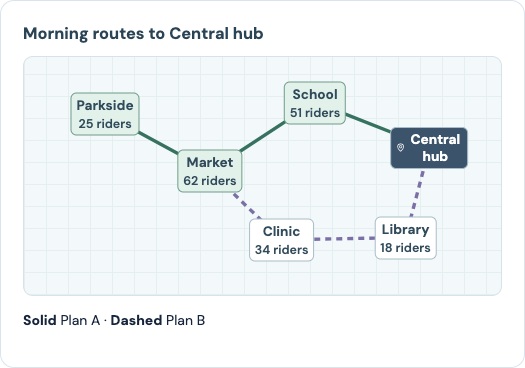 Morning routes to Central hub
Parkside
25 riders
School
51 riders
Central
hub
Market
62 riders
Clinic
34 riders
Library
18 riders
Solid Plan A · Dashed Plan B